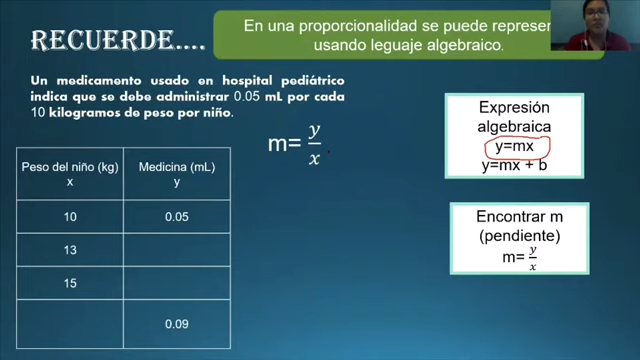 RECUERDE....
En una proporcionalidad se puede
usando leguaje algebraico.
Un medicamento usado en hospital pediátrico
indica que se debe administrar 0.05 mL por cada
10 kilogramos de peso por niño.
m= y/x
Expresión
algebraica
y=mx
y=mx + b
Encontrar m
(pendiente)
m= y/x
Peso del niño (kg) Medicina (mL)
x y
10 0.05
13
15
0.09